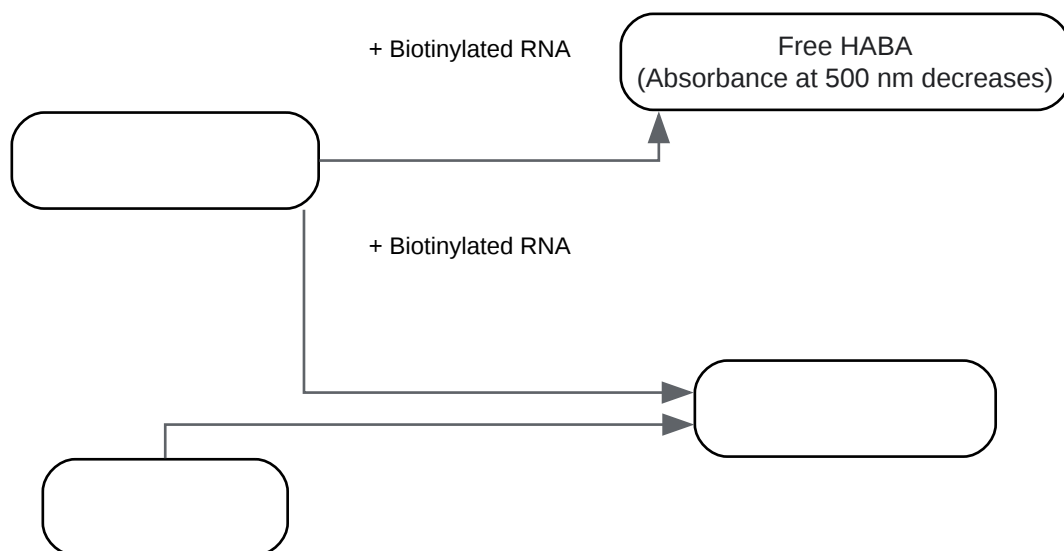 + Biotinylated RNA
Free HABA
(Absorbance at 500 nm decreases)
+ Biotinylated RNA